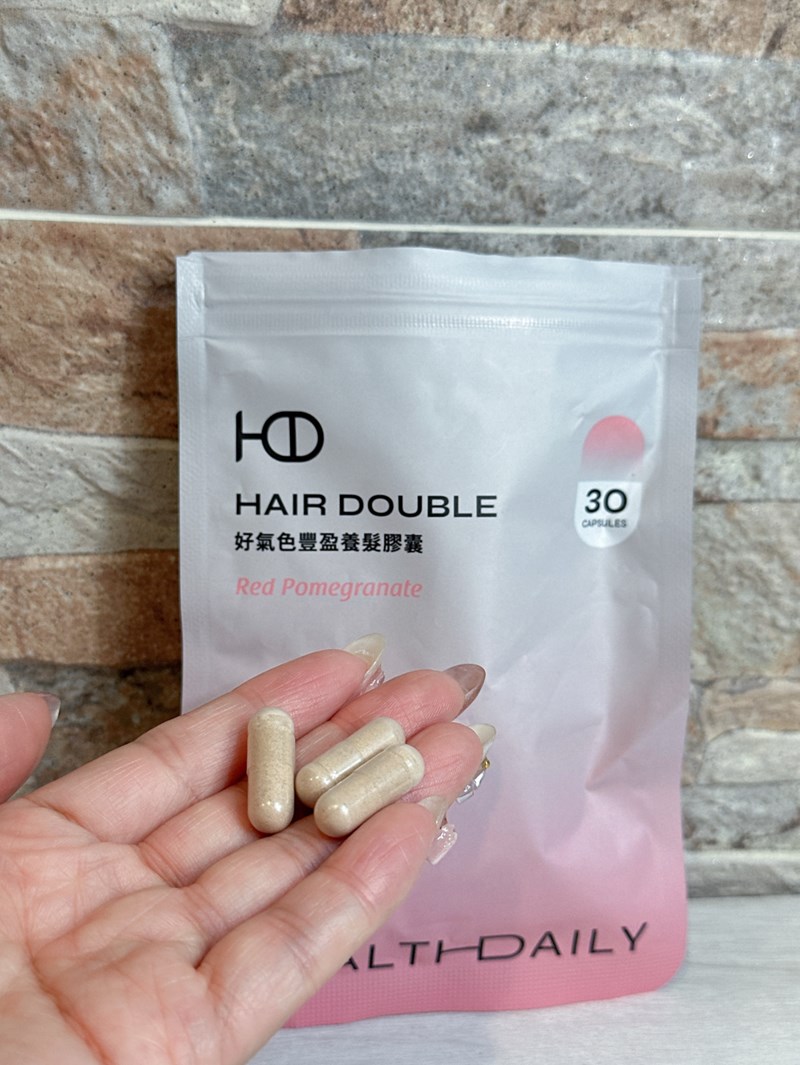 HD
HAIR DOUBLE
好氣色豐盈養髮膠囊
Red Pomegranate
30
CAPSULES
ALTHDAILY